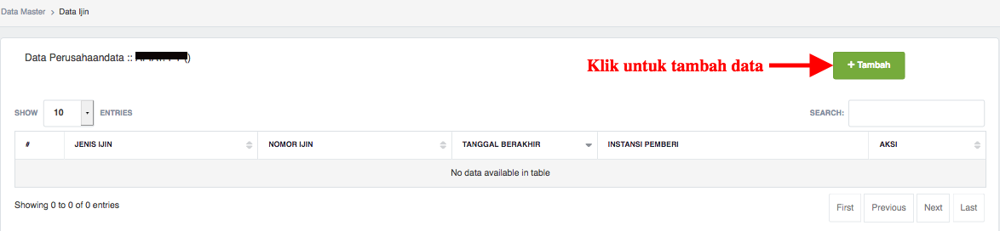 Data Master > Data Ijin
Data Perusahaandata :: ()
Klik untuk tambah data
+ Tambah
SHOW 10 ENTRIES
SEARCH:
# JENIS IJIN NOMOR IJIN TANGGAL BERAKHIR INSTANSI PEMBERI AKSI
No data available in table
Showing 0 to 0 of 0 entries
First Previous Next Last